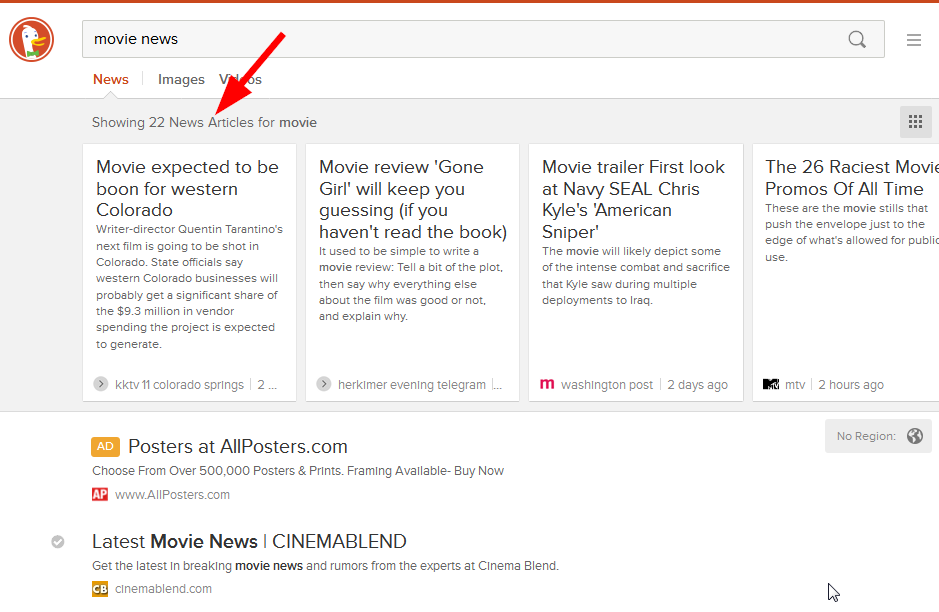 movie news
News Images Videos
Showing 22 News Articles for movie
Movie expected to be
boon for western
Colorado
Writer-director Quentin Tarantino's
next film is going to be shot in
Colorado. State officials say
western Colorado businesses will
probably get a significant share of
the $9.3 million in vendor
spending the project is expected
to generate.
kktv 11 colorado springs 2 ...
Movie review 'Gone
Girl' will keep you
guessing (if you
haven't read the book)
It used to be simple to write a
movie review: Tell a bit of the plot,
then say why everything else
about the film was good or not,
and explain why.
herkimer evening telegram ...
Movie trailer First look
at Navy SEAL Chris
Kyle's 'American
Sniper'
The movie will likely depict some
of the intense combat and sacrifice
that Kyle saw during multiple
deployments to Iraq.
m washington post 2 days ago
The 26 Raciest Movie
Promos Of All Time
These are the movie stills that
push the envelope just to the
edge of what's allowed for public
use.
MTV mtv 2 hours ago
No Region:
AD Posters at AllPosters.com
Choose From Over 500,000 Posters & Prints. Framing Available- Buy Now
AP www.AllPosters.com
Latest Movie News | CINEMABLEND
Get the latest in breaking movie news and rumors from the experts at Cinema Blend.
CB cinemablend.com